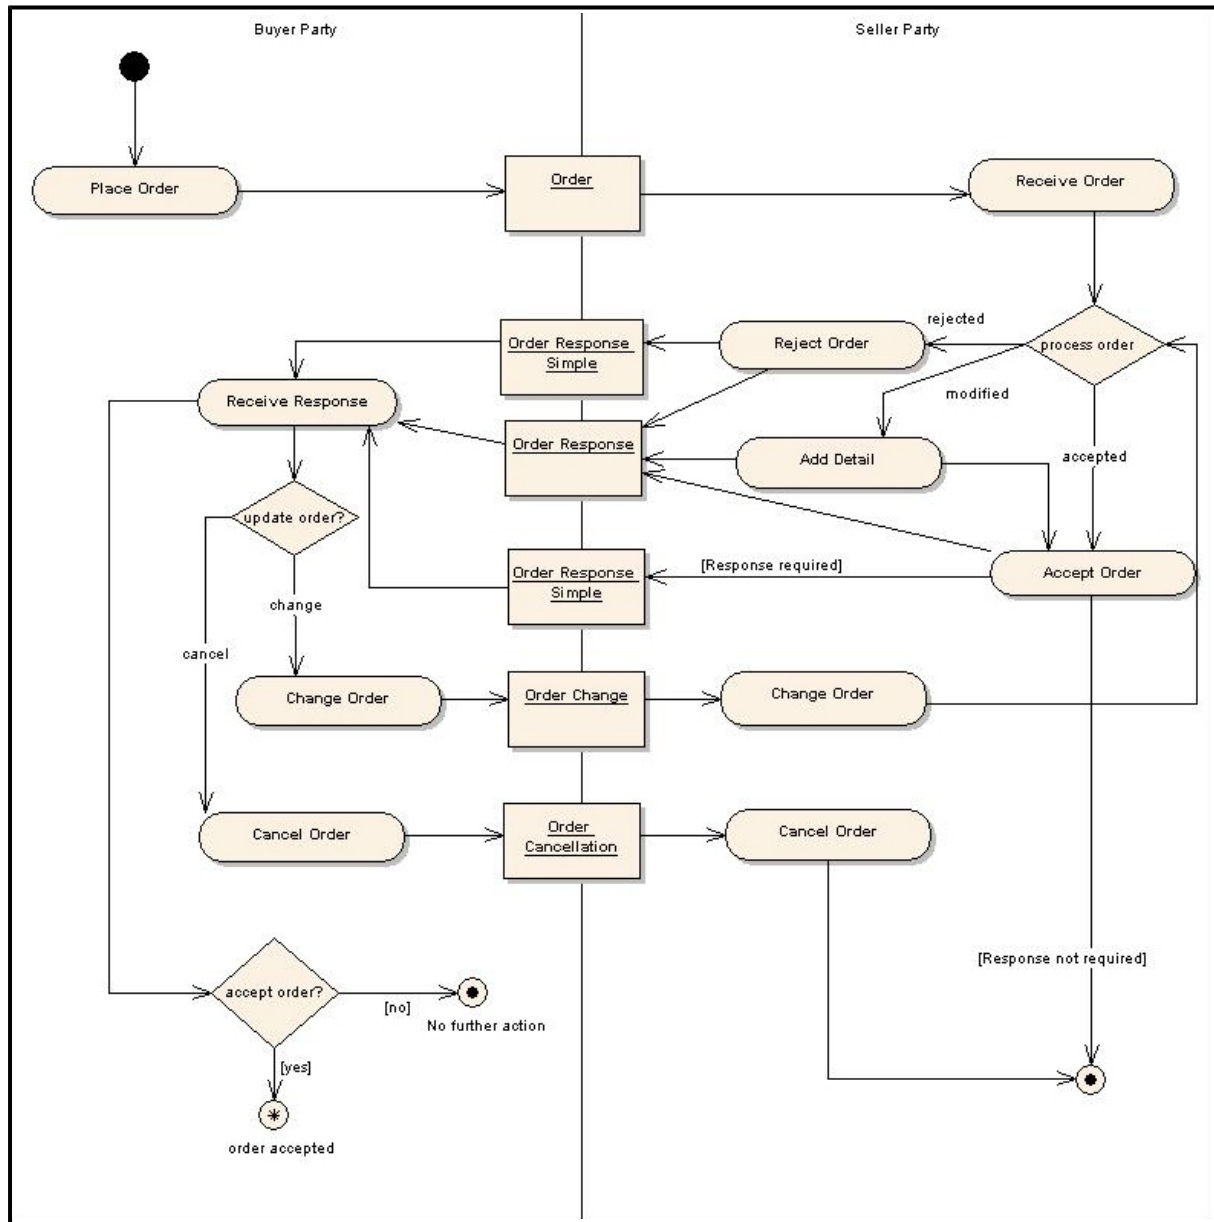 Buyer Party
Seller Party
Place Order
Order
Receive Order
rejected
Order Response
Simple
Reject Order
process order
modified
Receive Response
Order Response
Add Detail
accepted
update order?
Order Response
Simple
[Response required]
Accept Order
change
cancel
Change Order
Order Change
Change Order
Cancel Order
Order
Cancellation
Cancel Order
[Response not required]
accept order?
[no]
No further action
[yes]
order accepted